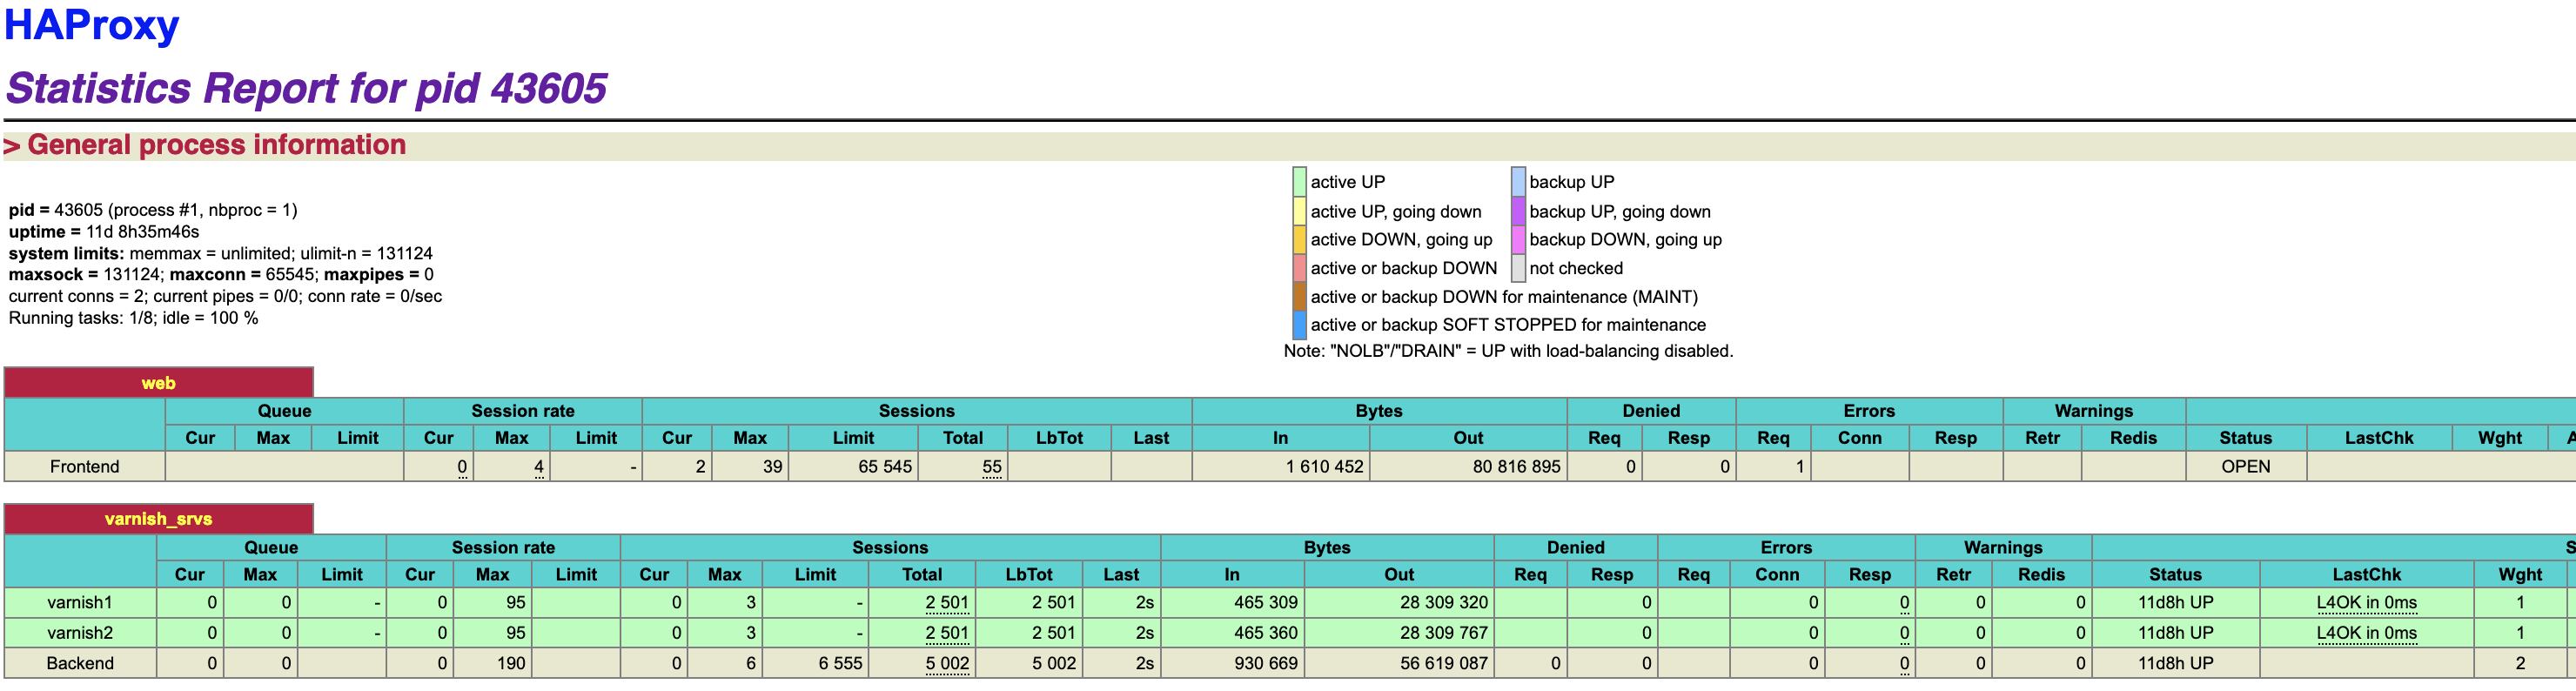 HAProxy
Statistics Report for pid 43605
> General process information
pid = 43605 (process #1, nbproc = 1)
uptime = 11d 8h35m46s
system limits: memmax = unlimited; ulimit-n = 131124
maxsock = 131124; maxconn = 65545; maxpipes = 0
current conns = 2; current pipes = 0/0; conn rate = 0/sec
Running tasks: 1/8; idle = 100 %
active UP backup UP
active UP, going down backup UP, going down
active DOWN, going up backup DOWN, going up
active or backup DOWN not checked
active or backup DOWN for maintenance (MAINT)
active or backup SOFT STOPPED for maintenance
Note: "NOLB"/"DRAIN" = UP with load-balancing disabled.
web
Queue Session rate Sessions Bytes Denied Errors Warnings
Cur Max Limit Cur Max Limit Cur Max Limit Total LbTot Last In Out Req Resp Req Conn Resp Retr Redis Status LastChk Wght
Frontend 0 4 - 2 39 65 545 55 1 610 452 80 816 895 0 0 1 OPEN
varnish_srvs
Queue Session rate Sessions Bytes Denied Errors Warnings
Cur Max Limit Cur Max Limit Cur Max Limit Total LbTot Last In Out Req Resp Req Conn Resp Retr Redis Status LastChk Wght
varnish1 0 0 - 0 95 0 3 - 2 501 2 501 2s 465 309 28 309 320 0 0 0 0 0 11d8h UP L4OK in 0ms 1
varnish2 0 0 - 0 95 0 3 - 2 501 2 501 2s 465 360 28 309 767 0 0 0 0 0 11d8h UP L4OK in 0ms 1
Backend 0 0 0 190 0 6 6 555 5 002 5 002 2s 930 669 56 619 087 0 0 0 0 0 0 11d8h UP 2